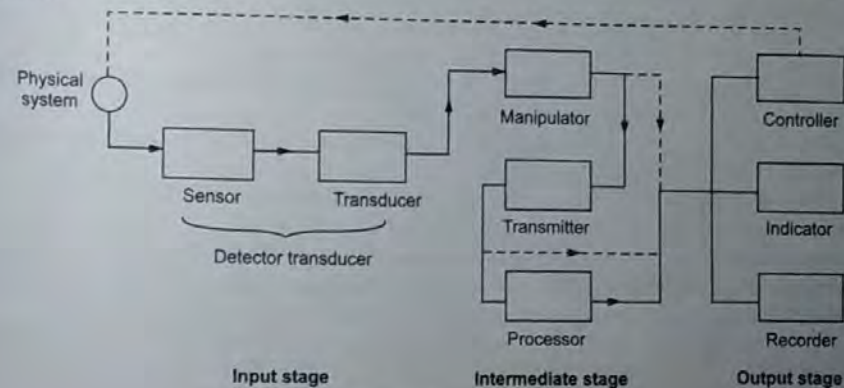 Physical
system
Sensor
Transducer
Detector transducer
Manipulator
Transmitter
Processor
Controller
Indicator
Recorder
Input stage
Intermediate stage
Output stage